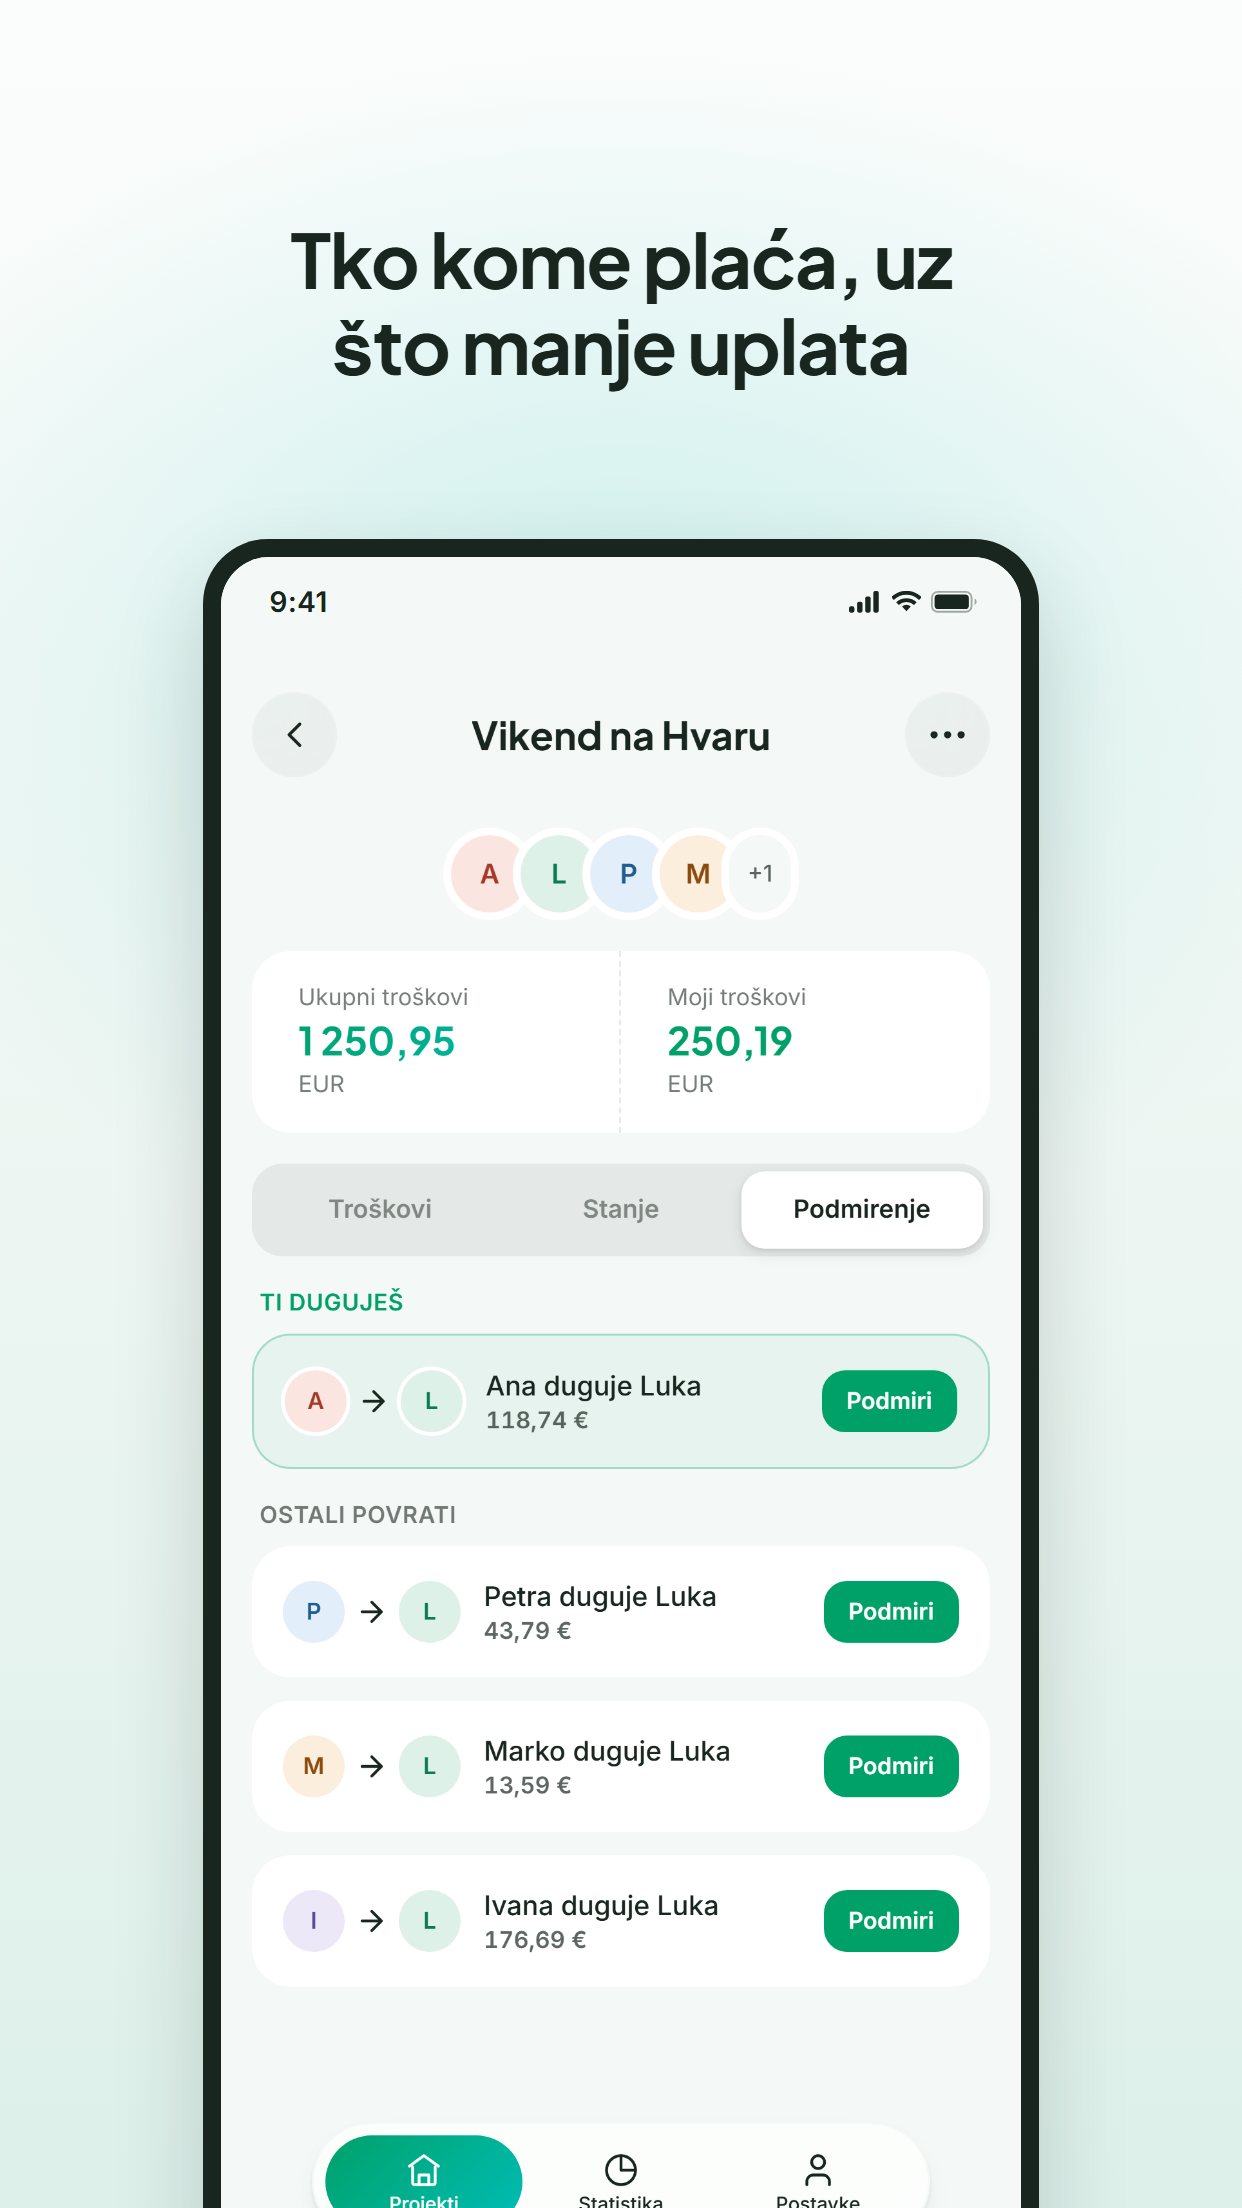 Tko kome plaća, uz
što manje uplata
9:41
Vikend na Hvaru
A L P M +1
Ukupni troškovi
1 250,95
EUR
Moji troškovi
250,19
EUR
Troškovi Stanje Podmirenje
TI DUGUJEŠ
A L Ana duguje Luka
118,74 €
Podmiri
OSTALI POVRATI
P L Petra duguje Luka
43,79 €
Podmiri
M L Marko duguje Luka
13,59 €
Podmiri
I L Ivana duguje Luka
176,69 €
Podmiri
Projekti Statistika Postavke